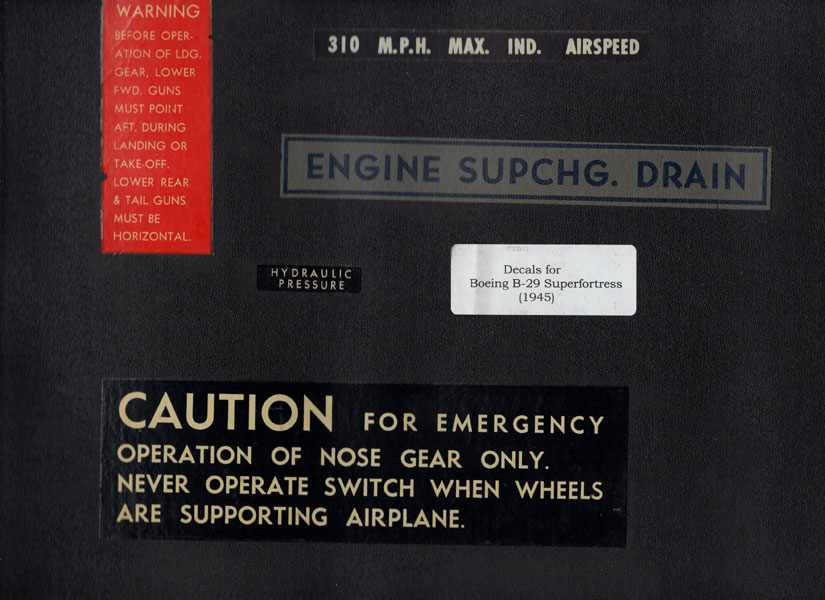 WARNING
BEFORE OPER-
ATION OF LDG.
GEAR, LOWER
FWD. GUNS
MUST POINT
AFT. DURING
LANDING OR
TAKE-OFF.
LOWER REAR
& TAIL GUNS
MUST BE
HORIZONTAL.
310 M.P.H. MAX. IND. AIRSPEED
ENGINE SUPCHG. DRAIN
HYDRAULIC
PRESSURE
Decals for
Boeing B-29 Superfortress
(1945)
CAUTION FOR EMERGENCY
OPERATION OF NOSE GEAR ONLY.
NEVER OPERATE SWITCH WHEN WHEELS
ARE SUPPORTING AIRPLANE.